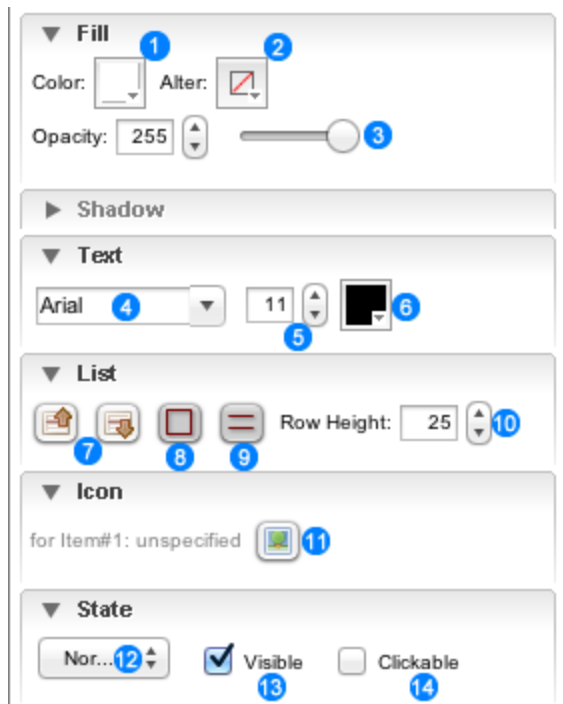 Fill
1 2
Color: Alter:
Opacity: 255 3
Shadow
Text
Arial 4 11 6
5
List
Row Height: 25 10
7 8 9
Icon
for Item#1: unspecified 11
State
Nor... 12 Visible Clickable
13 14